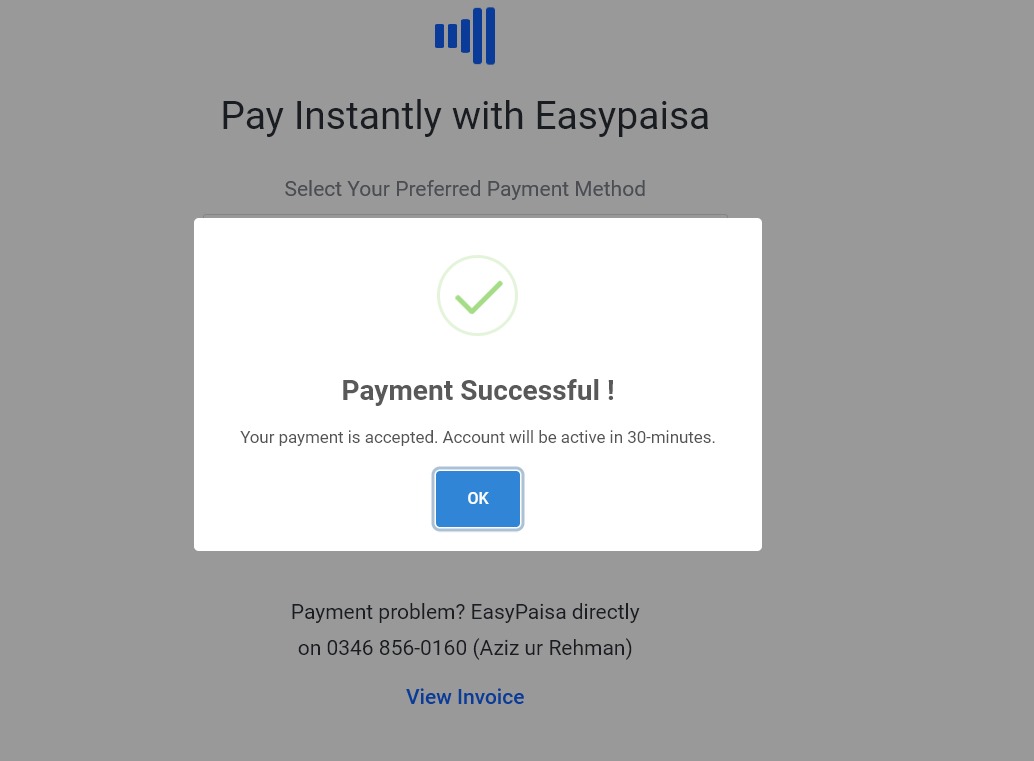 Pay Instantly with Easypaisa
Select Your Preferred Payment Method
Payment Successful !
Your payment is accepted. Account will be active in 30-minutes.
OK
Payment problem? EasyPaisa directly
on 0346 856-0160 (Aziz ur Rehman)
View Invoice